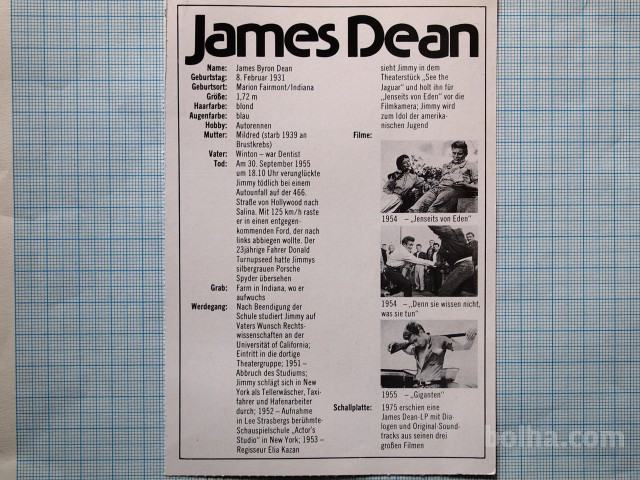 James Dean
Name: James Byron Dean
Geburtstag: 8. Februar 1931
Geburtsort: Marion Fairmont/Indiana
Größe: 1,72 m
Haarfarbe: blond
Augenfarbe: blau
Hobby: Autorennen
Mutter: Mildred (starb 1939 an
Brustkrebs)
Vater: Winton – war Dentist
Tod: Am 30. September 1955
um 18.10 Uhr verunglückte
Jimmy tödlich bei einem
Autounfall auf der 466.
Straße von Hollywood nach
Salina. Mit 125 km/h raste
er in einen entgegen-
kommenden Ford, der nach
links abbiegen wollte. Der
23jährige Fahrer Donald
Turnupseed hatte Jimmys
silbergrauen Porsche
Spyder übersehen
Grab: Farm in Indiana, wo er
aufwuchs
Werdegang: Nach Beendigung der
Schule studiert Jimmy auf
Vaters Wunsch Rechts-
wissenschaften an der
Universität of California;
Eintritt in die dortige
Theatergruppe; 1951 –
Abbruch des Studiums;
Jimmy schlägt sich in New
York als Tellerwäscher, Taxi-
fahrer und Hafenarbeiter
durch; 1952 – Aufnahme
in Lee Strasbergs berühmte
Schauspielschule „Actor's
Studio" in New York; 1953 –
Regisseur Elia Kazan
sieht Jimmy in dem
Theaterstück „See the
Jaguar" und holt ihn für
„Jenseits von Eden" vor die
Filmkamera; Jimmy wird
zum Idol der amerika-
nischen Jugend
Filme:
1954 – „Jenseits von Eden"
1954 – „Denn sie wissen nicht,
was sie tun"
1955 – „Giganten"
Schallplatte: 1975 erschien eine
James Dean-LP mit Dia-
logen und Original-Sound-
tracks aus seinen drei
großen Filmen
bolha.com